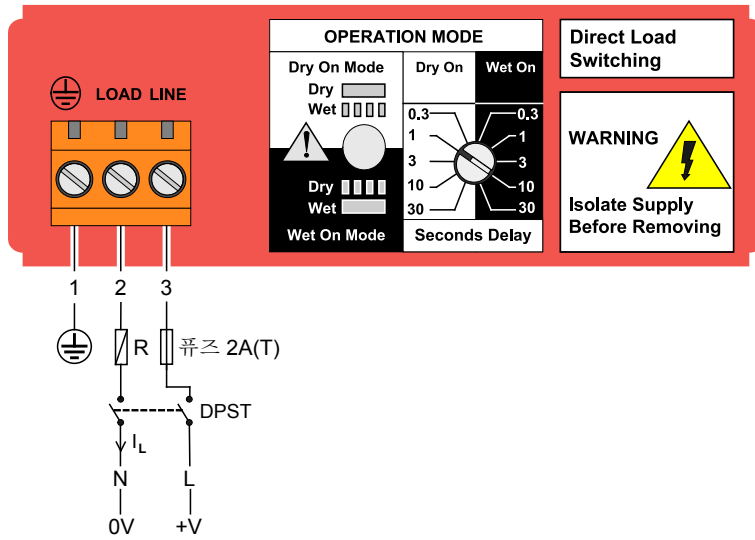 OPERATION MODE
Dry On Mode
Dry
Wet
Dry
Wet
Wet On Mode
Dry On
Wet On
0.3
0.3
1
1
3
3
10
10
30
30
Seconds Delay
Direct Load
Switching
WARNING
Isolate Supply
Before Removing
LOAD LINE
1
2
3
R
퓨즈 2A(T)
DPST
IL
N
L
0V
+V